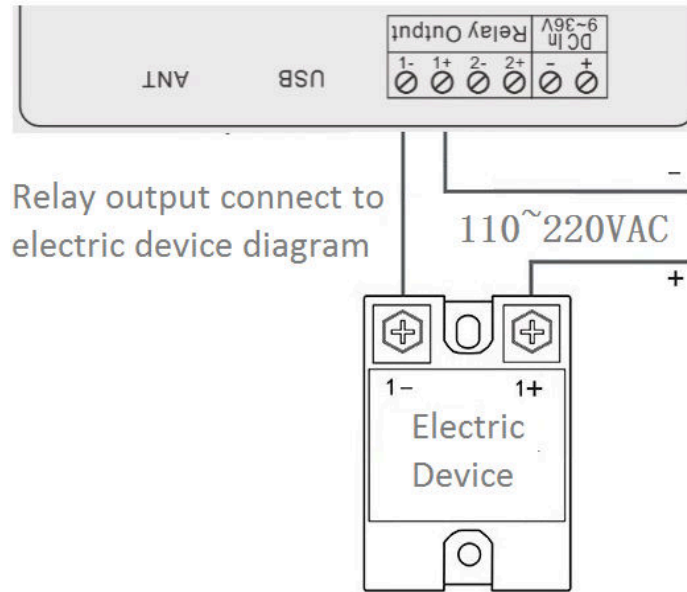 Relay Output
DC In
9~36V
1- 1+ 2- 2+ - +
ANT USB
Relay output connect to
electric device diagram
-
110~220VAC
+
1- 1+
Electric
Device